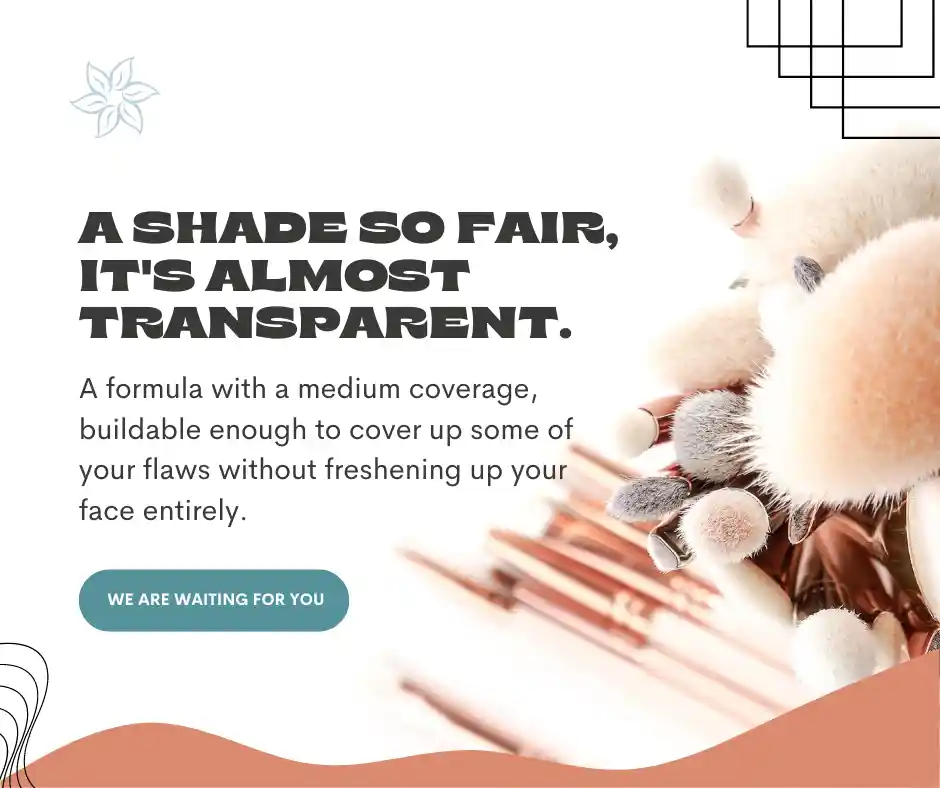 A SHADE SO FAIR,
IT'S ALMOST
TRANSPARENT.
A formula with a medium coverage,
buildable enough to cover up some of
your flaws without freshening up your
face entirely.
WE ARE WAITING FOR YOU